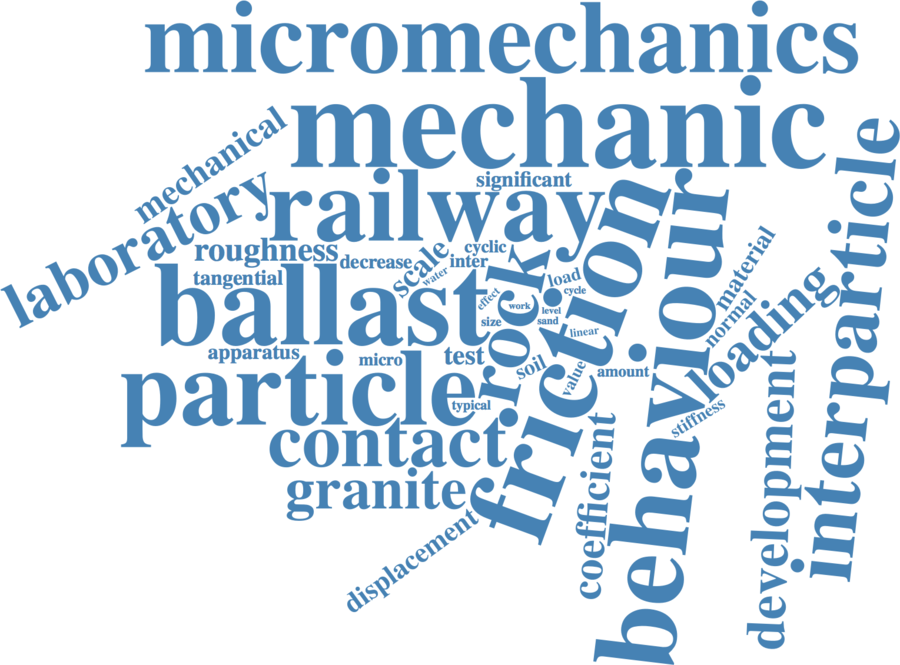 micromechanics
mechanic
mechanical
laboratory
railway
significant
interparticle
behaviour
friction
roughness
tangential
decrease
scale
water
cyclic
inter
ballast
rock
effect
work
size
load
cycle
level
sand
linear
material
normal
loading
apparatus
micro
test
soil
value
amount
particle
typical
stiffness
contact
granite
displacement
coefficient
development